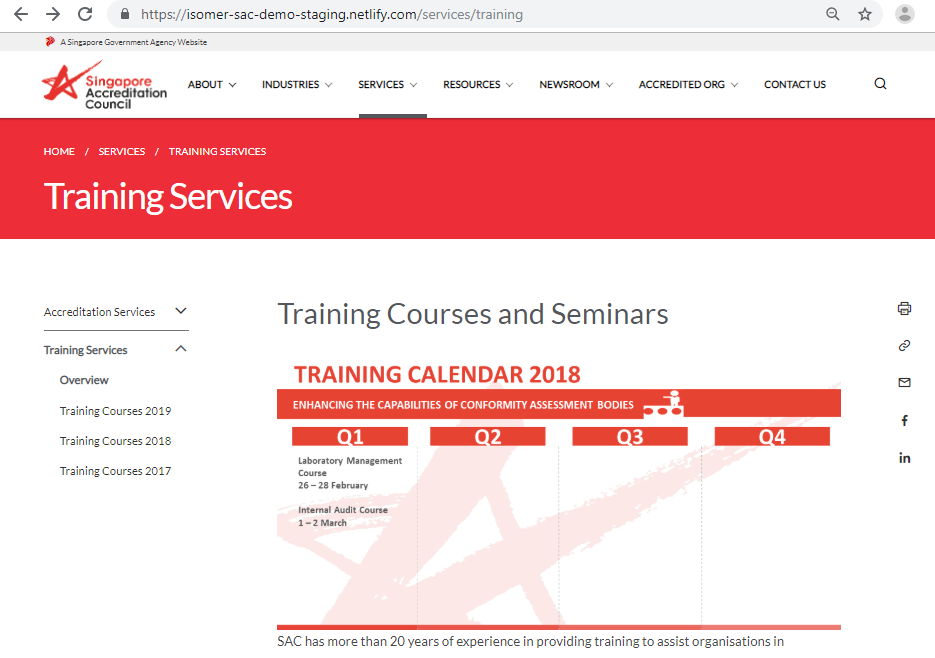 https://isomer-sac-demo-staging.netlify.com/services/training
A Singapore Government Agency Website
Singapore
Accreditation
Council
ABOUT INDUSTRIES SERVICES RESOURCES NEWSROOM ACCREDITED ORG CONTACT US
HOME / SERVICES / TRAINING SERVICES
Training Services
Accreditation Services
Training Services
Overview
Training Courses 2019
Training Courses 2018
Training Courses 2017
Training Courses and Seminars
TRAINING CALENDAR 2018
ENHANCING THE CAPABILITIES OF CONFORMITY ASSESSMENT BODIES
Q1 Q2 Q3 Q4
Laboratory Management
Course
26 – 28 February
Internal Audit Course
1 – 2 March
SAC has more than 20 years of experience in providing training to assist organisations in